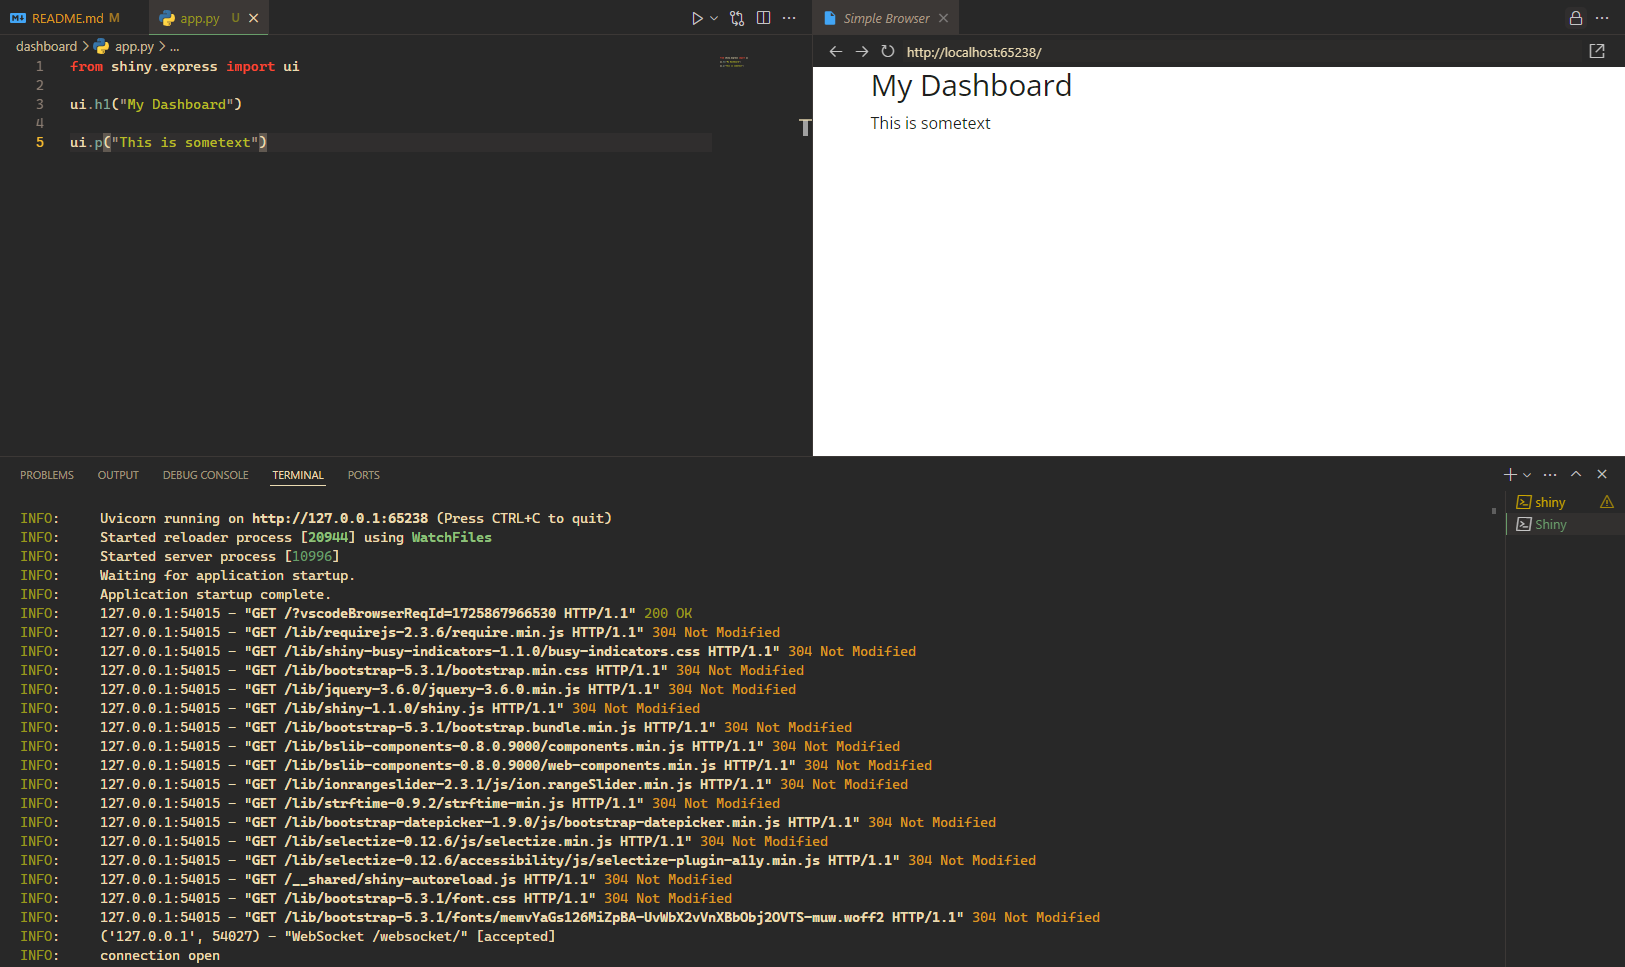 README.md M
app.py U
Simple Browser
dashboard > app.py > ...
http://localhost:65238/
1 from shiny.express import ui
2
3 ui.h1("My Dashboard")
4
5 ui.p("This is sometext")
My Dashboard
This is sometext
PROBLEMS OUTPUT DEBUG CONSOLE TERMINAL PORTS
shiny
Shiny
INFO: Uvicorn running on http://127.0.0.1:65238 (Press CTRL+C to quit)
INFO: Started reloader process [20944] using WatchFiles
INFO: Started server process [10996]
INFO: Waiting for application startup.
INFO: Application startup complete.
INFO: 127.0.0.1:54015 - "GET /?vscodeBrowserReqId=1725867966530 HTTP/1.1" 200 OK
INFO: 127.0.0.1:54015 - "GET /lib/requirejs-2.3.6/require.min.js HTTP/1.1" 304 Not Modified
INFO: 127.0.0.1:54015 - "GET /lib/shiny-busy-indicators-1.1.0/busy-indicators.css HTTP/1.1" 304 Not Modified
INFO: 127.0.0.1:54015 - "GET /lib/bootstrap-5.3.1/bootstrap.min.css HTTP/1.1" 304 Not Modified
INFO: 127.0.0.1:54015 - "GET /lib/jquery-3.6.0/jquery-3.6.0.min.js HTTP/1.1" 304 Not Modified
INFO: 127.0.0.1:54015 - "GET /lib/shiny-1.1.0/shiny.js HTTP/1.1" 304 Not Modified
INFO: 127.0.0.1:54015 - "GET /lib/bootstrap-5.3.1/bootstrap.bundle.min.js HTTP/1.1" 304 Not Modified
INFO: 127.0.0.1:54015 - "GET /lib/bslib-components-0.8.0.9000/components.min.js HTTP/1.1" 304 Not Modified
INFO: 127.0.0.1:54015 - "GET /lib/bslib-components-0.8.0.9000/web-components.min.js HTTP/1.1" 304 Not Modified
INFO: 127.0.0.1:54015 - "GET /lib/ionrangeslider-2.3.1/js/ion.rangeSlider.min.js HTTP/1.1" 304 Not Modified
INFO: 127.0.0.1:54015 - "GET /lib/strftime-0.9.2/strftime-min.js HTTP/1.1" 304 Not Modified
INFO: 127.0.0.1:54015 - "GET /lib/bootstrap-datepicker-1.9.0/js/bootstrap-datepicker.min.js HTTP/1.1" 304 Not Modified
INFO: 127.0.0.1:54015 - "GET /lib/selectize-0.12.6/js/selectize.min.js HTTP/1.1" 304 Not Modified
INFO: 127.0.0.1:54015 - "GET /lib/selectize-0.12.6/accessibility/js/selectize-plugin-a11y.min.js HTTP/1.1" 304 Not Modified
INFO: 127.0.0.1:54015 - "GET /__shared/shiny-autoreload.js HTTP/1.1" 304 Not Modified
INFO: 127.0.0.1:54015 - "GET /lib/bootstrap-5.3.1/font.css HTTP/1.1" 304 Not Modified
INFO: 127.0.0.1:54015 - "GET /lib/bootstrap-5.3.1/fonts/memvYaGs126MiZpBA-UvWbX2vVnXBbObj2OVTS-muw.woff2 HTTP/1.1" 304 Not Modified
INFO: ('127.0.0.1', 54027) - "WebSocket /websocket/" [accepted]
INFO: connection open